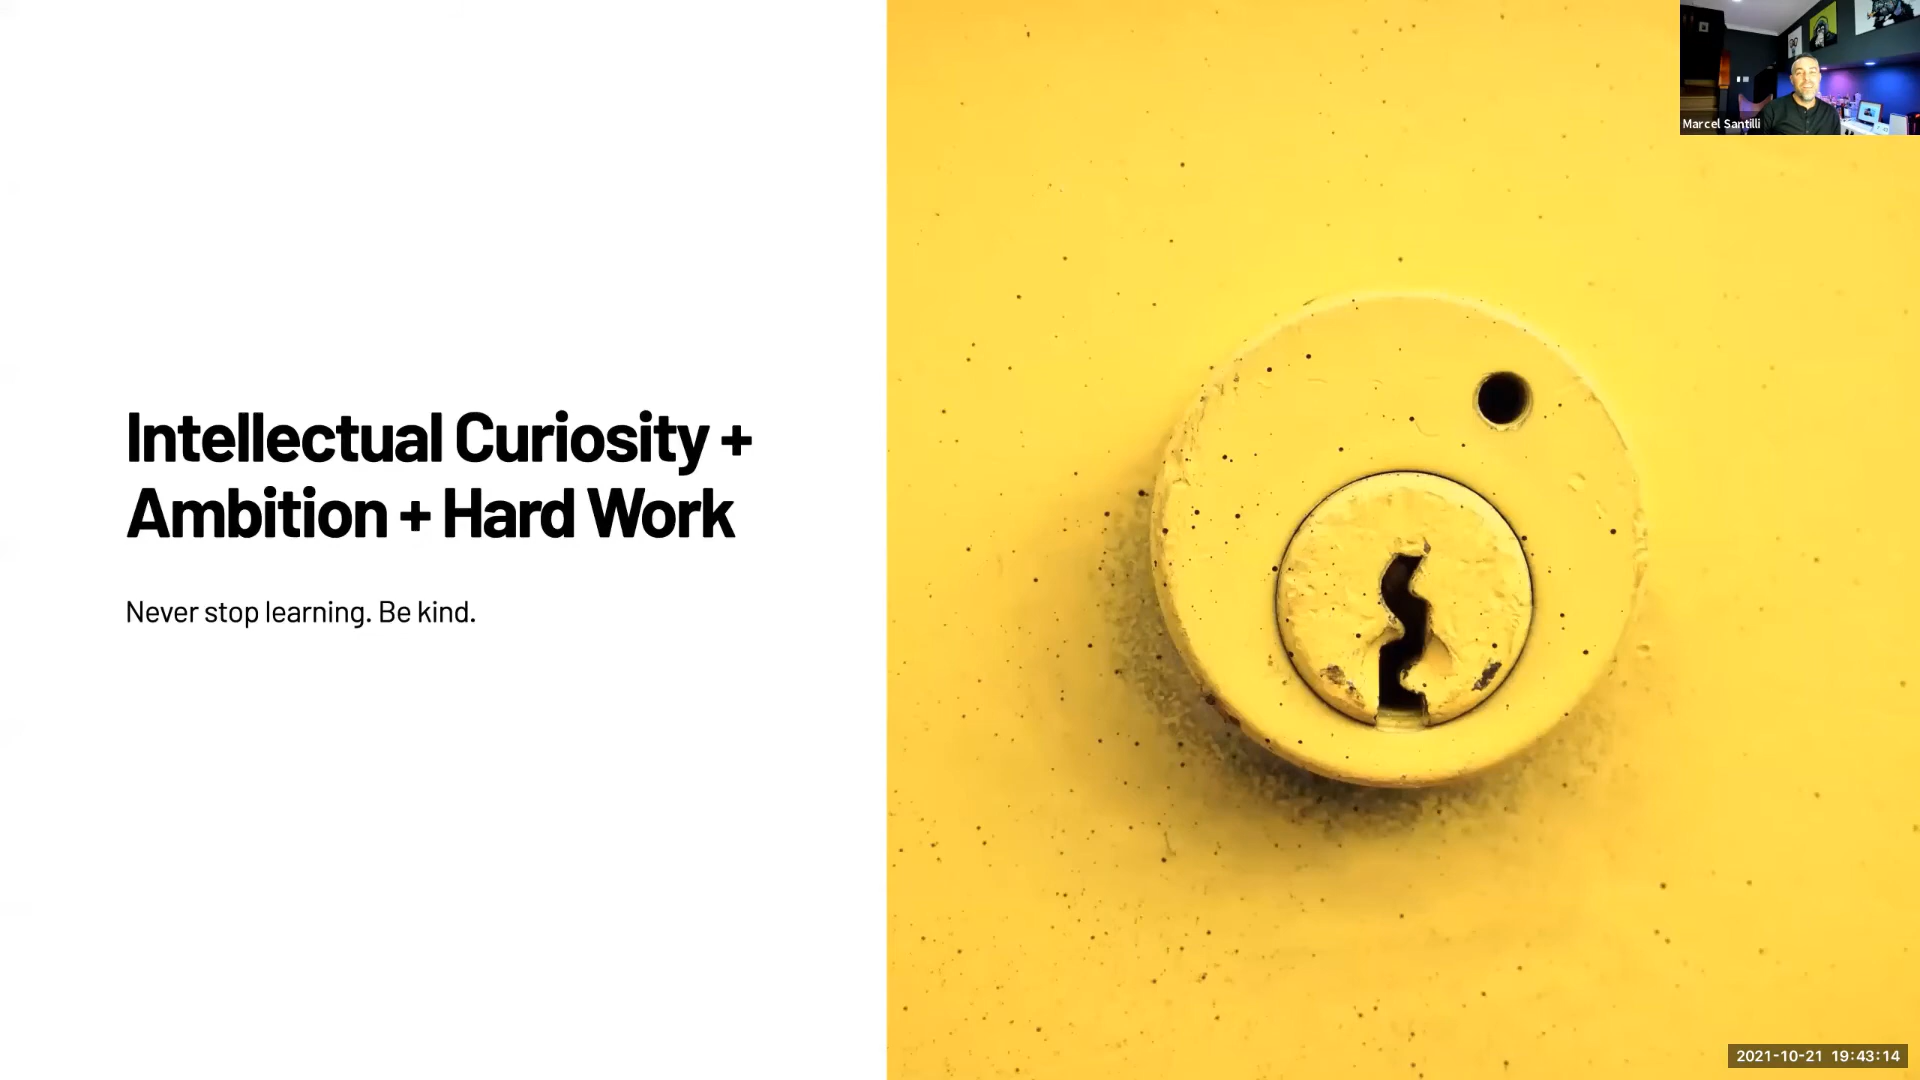 Intellectual Curiosity +
Ambition + Hard Work
Never stop learning. Be kind.
Marcel Santilli
2021-10-21 19:43:14